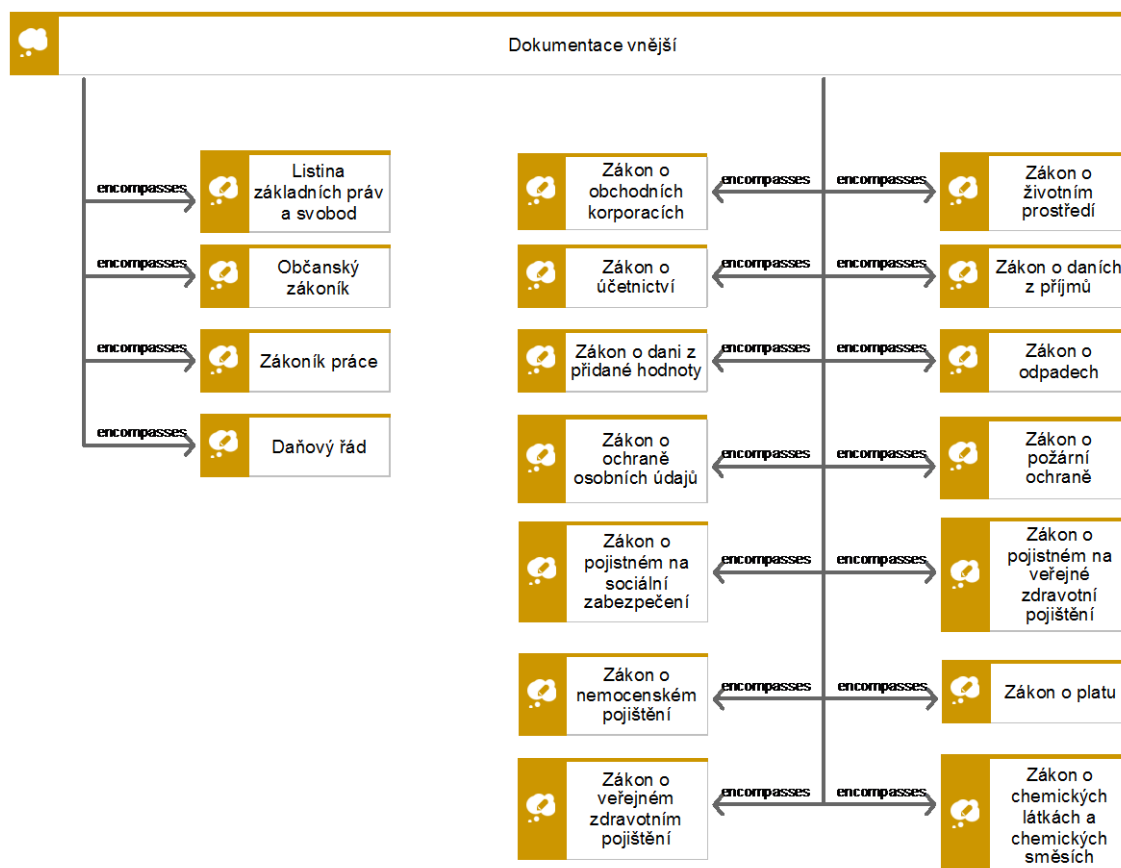 Dokumentace vnější
encompasses
Listina
základních práv
a svobod
encompasses
Občanský
zákoník
encompasses
Zákoník práce
encompasses
Daňový řád
Zákon o
obchodních
korporacích
encompasses
encompasses
Zákon o
životním
prostředí
Zákon o
účetnictví
encompasses
encompasses
Zákon o daních
z příjmů
Zákon o dani z
přidané hodnoty
encompasses
encompasses
Zákon o
odpadech
Zákon o
ochraně
osobních údajů
encompasses
encompasses
Zákon o
požární
ochraně
Zákon o
pojistném na
sociální
zabezpečení
encompasses
encompasses
Zákon o
pojistném na
veřejné
zdravotní
pojištění
Zákon o
nemocenském
pojištění
encompasses
encompasses
Zákon o platu
Zákon o
veřejném
zdravotním
pojištění
encompasses
encompasses
Zákon o
chemických
látkách a
chemických
směsích